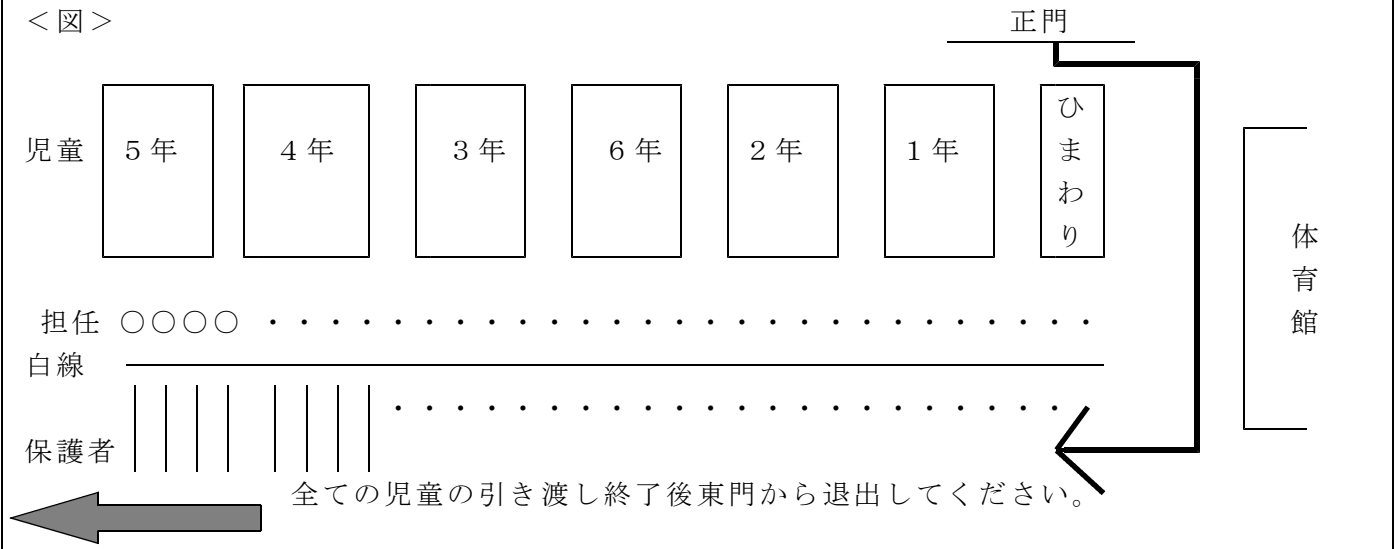 <図>
正門
児童 5年 4年 3年 6年 2年 1年 ひまわり
体育館
担任 ○○○○ ・・・・・・・・・・・・・・・・・・・・・・・・・・・
白線
・・・・・・・・・・・・・・・・・・・・・・
保護者
全ての児童の引き渡し終了後東門から退出してください。